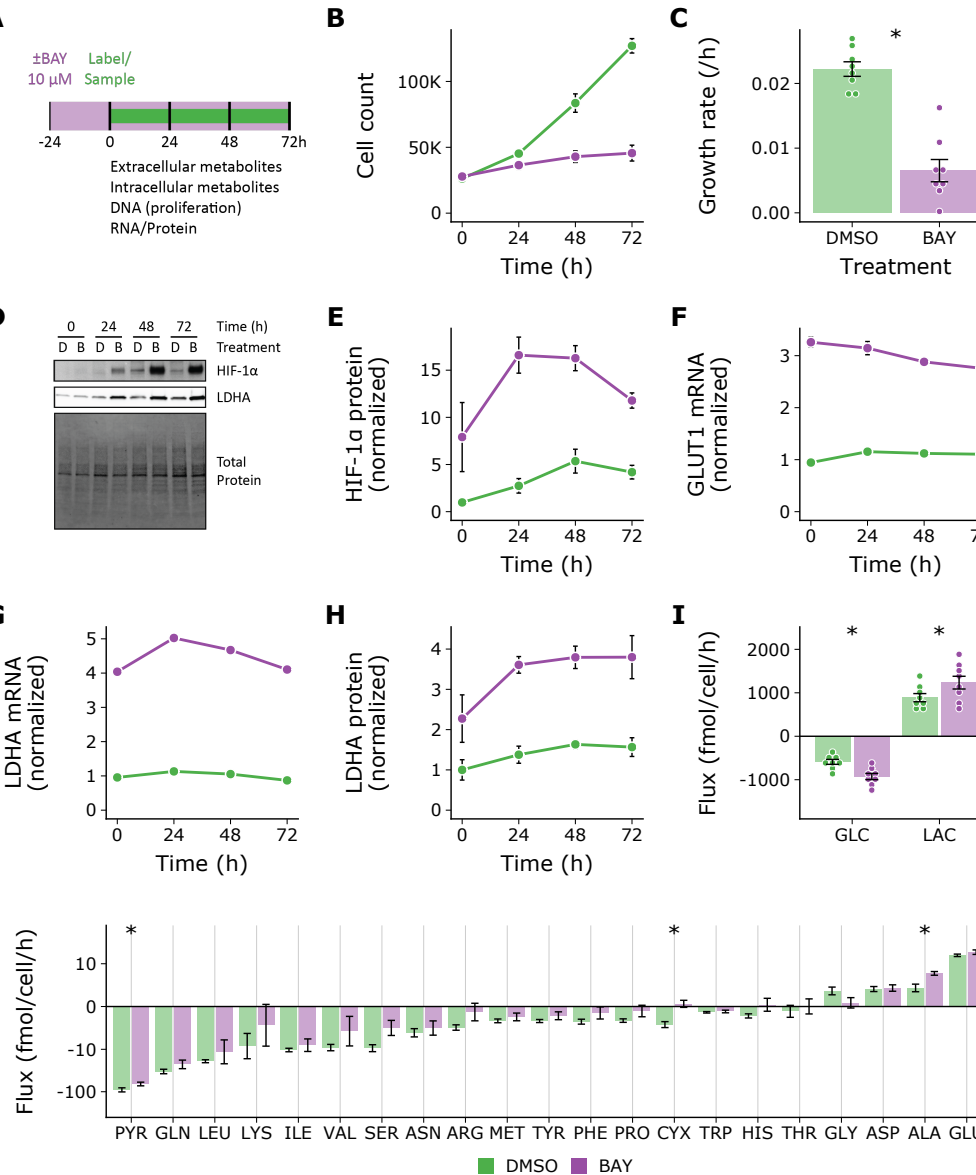 B
C
±BAY Label/
10 µM Sample
-24 0 24 48 72h
Extracellular metabolites
Intracellular metabolites
DNA (proliferation)
RNA/Protein
Cell count
100K
50K
0
0 24 48 72
Time (h)
Growth rate (/h)
0.02
0.01
0.00
*
DMSO BAY
Treatment
E
F
0 24 48 72 Time (h)
D B D B D B D B Treatment
HIF-1α
LDHA
Total
Protein
HIF-1α protein
(normalized)
15
10
5
0
0 24 48 72
Time (h)
GLUT1 mRNA
(normalized)
3
2
1
0
0 24 48
Time (h)
H
I
LDHA mRNA
(normalized)
5
4
3
2
1
0
0 24 48 72
Time (h)
LDHA protein
(normalized)
4
3
2
1
0
0 24 48 72
Time (h)
Flux (fmol/cell/h)
2000
1000
0
-1000
* *
GLC LAC
Flux (fmol/cell/h)
10
0
-10
-100
* * *
PYR GLN LEU LYS ILE VAL SER ASN ARG MET TYR PHE PRO CYX TRP HIS THR GLY ASP ALA GLU
DMSO BAY